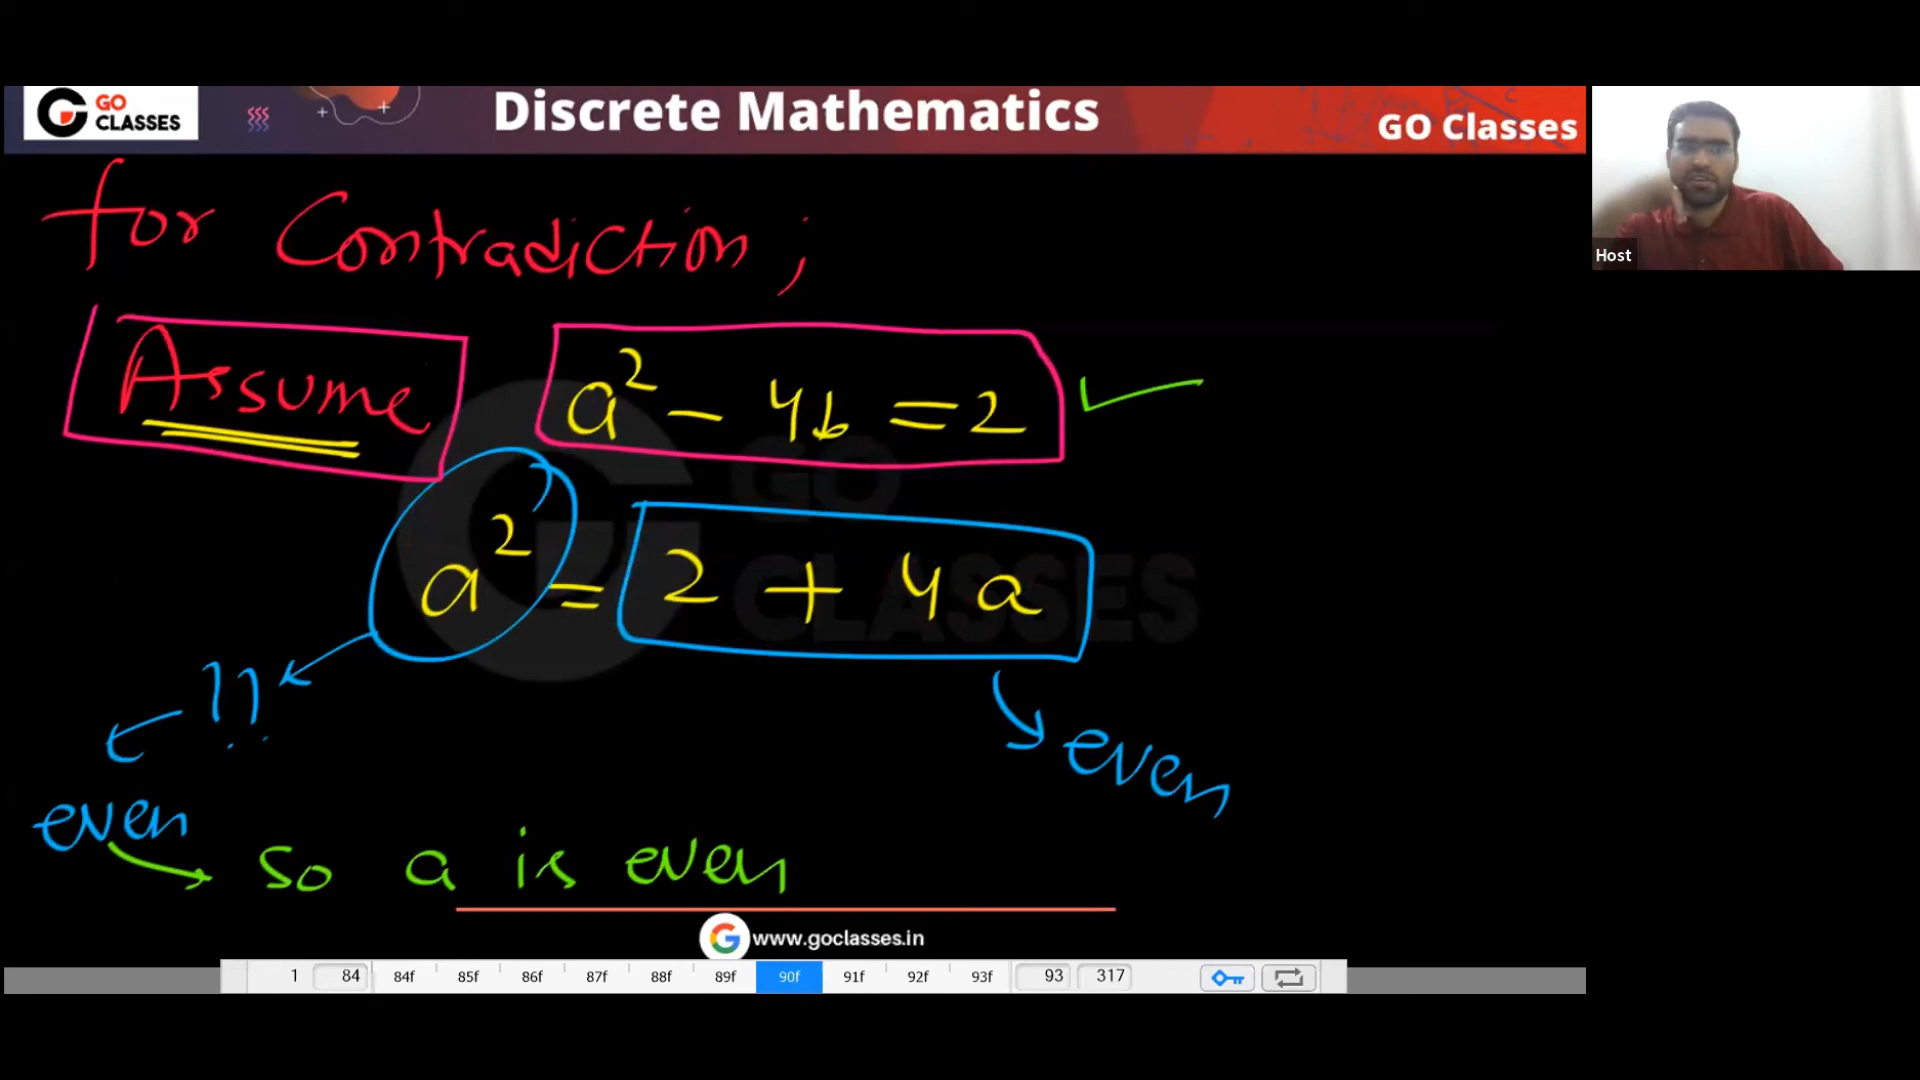 GO
CLASSES
Discrete Mathematics
GO Classes
Host
for Contradiction;
Assume a² - 4b = 2
a² = 2 + 4a
??
even
even
so a is even
GO
CLASSES
www.goclasses.in
1 84 84f 85f 86f 87f 88f 89f 90f 91f 92f 93f 93 317